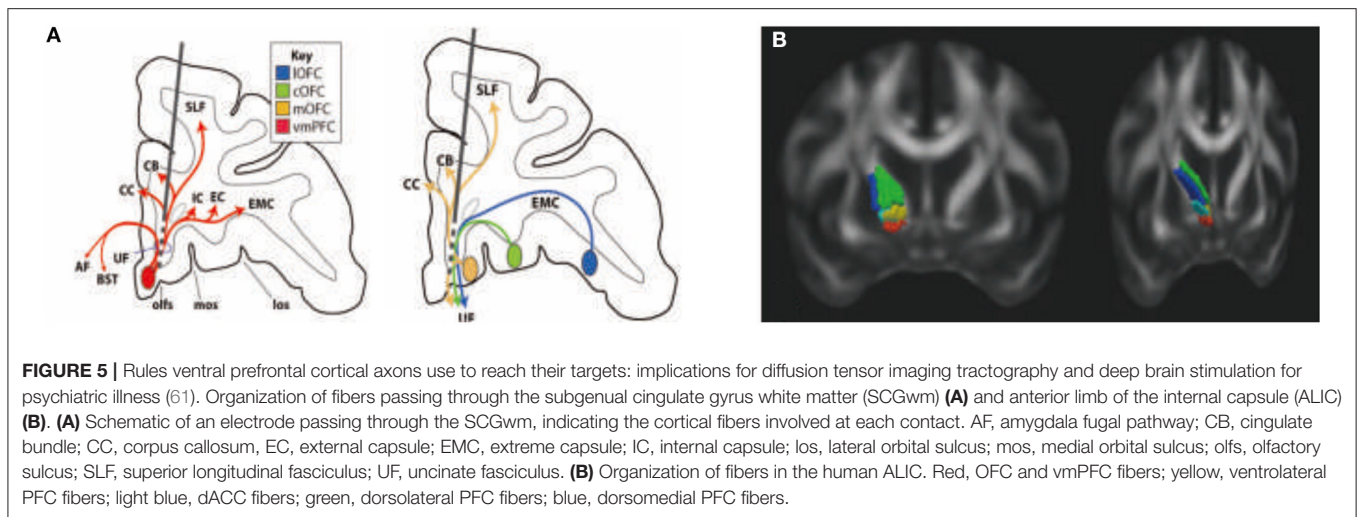 A
Key
lOFC
cOFC
mOFC
vmPFC
SLF
CB
CC
IC
EC
EMC
UF
AF
BST
olfs
mos
los
SLF
CB
CC
EMC
UF
B
FIGURE 5 | Rules ventral prefrontal cortical axons use to reach their targets: implications for diffusion tensor imaging tractography and deep brain stimulation for
psychiatric illness (61). Organization of fibers passing through the subgenual cingulate gyrus white matter (SCGwm) (A) and anterior limb of the internal capsule (ALIC)
(B). (A) Schematic of an electrode passing through the SCGwm, indicating the cortical fibers involved at each contact. AF, amygdala fugal pathway; CB, cingulate
bundle; CC, corpus callosum, EC, external capsule; EMC, extreme capsule; IC, internal capsule; los, lateral orbital sulcus; mos, medial orbital sulcus; olfs, olfactory
sulcus; SLF, superior longitudinal fasciculus; UF, uncinate fasciculus. (B) Organization of fibers in the human ALIC. Red, OFC and vmPFC fibers; yellow, ventrolateral
PFC fibers; light blue, dACC fibers; green, dorsolateral PFC fibers; blue, dorsomedial PFC fibers.